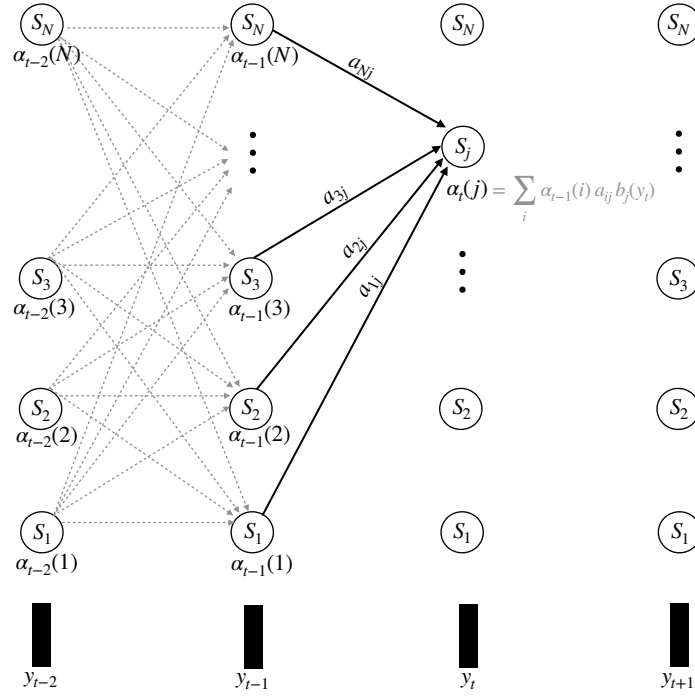 S_N S_N S_N S_N
α_{t−2}(N) α_{t−1}(N)
a_{Nj}
S_j
α_t(j) = ∑_i α_{t−1}(i) a_{ij} b_j(y_t)
a_{3j}
a_{2j}
a_{1j}
S_3 S_3 S_3
α_{t−2}(3) α_{t−1}(3)
S_2 S_2 S_2 S_2
α_{t−2}(2) α_{t−1}(2)
S_1 S_1 S_1 S_1
α_{t−2}(1) α_{t−1}(1)
y_{t−2} y_{t−1} y_t y_{t+1}